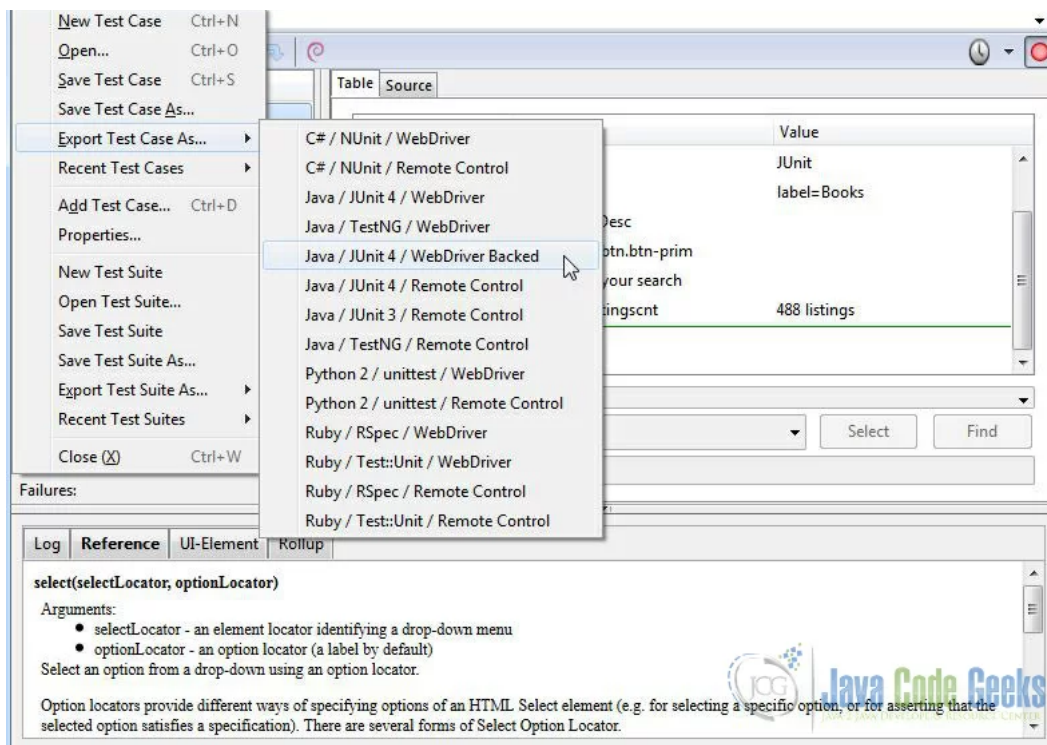 New Test Case Ctrl+N
Open... Ctrl+O
Save Test Case Ctrl+S
Save Test Case As...
Export Test Case As...
Recent Test Cases
Add Test Case... Ctrl+D
Properties...
New Test Suite
Open Test Suite...
Save Test Suite
Save Test Suite As...
Export Test Suite As...
Recent Test Suites
Close (X) Ctrl+W
C# / NUnit / WebDriver
C# / NUnit / Remote Control
Java / JUnit 4 / WebDriver
Java / TestNG / WebDriver
Java / JUnit 4 / WebDriver Backed
Java / JUnit 4 / Remote Control
Java / JUnit 3 / Remote Control
Java / TestNG / Remote Control
Python 2 / unittest / WebDriver
Python 2 / unittest / Remote Control
Ruby / RSpec / WebDriver
Ruby / Test::Unit / WebDriver
Ruby / RSpec / Remote Control
Ruby / Test::Unit / Remote Control
Table Source
Value
JUnit
label=Books
Desc
btn.btn-prim
your search
tingscnt 488 listings
Select Find
Failures:
Log Reference UI-Element Rollup
select(selectLocator, optionLocator)
Arguments:
• selectLocator - an element locator identifying a drop-down menu
• optionLocator - an option locator (a label by default)
Select an option from a drop-down using an option locator.
Option locators provide different ways of specifying options of an HTML Select element (e.g. for selecting a specific option, or for asserting that the
selected option satisfies a specification). There are several forms of Select Option Locator.
JCG
Java Code Geeks
JAVA 2 JAVA DEVELOPERS RESOURCE CENTER